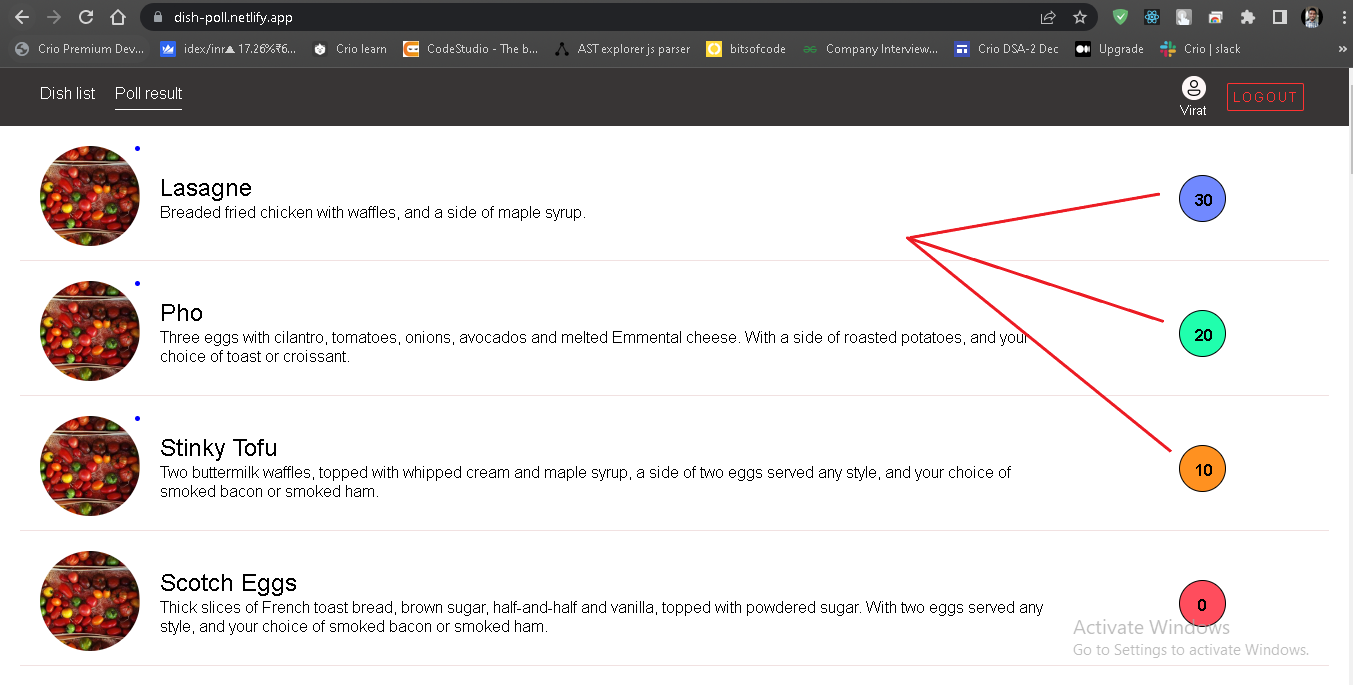 dish-poll.netlify.app
Crio Premium Dev... idex/inr▲ 17.26%₹6... Crio learn CodeStudio - The b... AST explorer js parser bitsofcode Company Interview... Crio DSA-2 Dec Upgrade Crio | slack »
Dish list Poll result
Virat
LOGOUT
Lasagne
Breaded fried chicken with waffles, and a side of maple syrup.
30
Pho
Three eggs with cilantro, tomatoes, onions, avocados and melted Emmental cheese. With a side of roasted potatoes, and your
choice of toast or croissant.
20
Stinky Tofu
Two buttermilk waffles, topped with whipped cream and maple syrup, a side of two eggs served any style, and your choice of
smoked bacon or smoked ham.
10
Scotch Eggs
Thick slices of French toast bread, brown sugar, half-and-half and vanilla, topped with powdered sugar. With two eggs served any
style, and your choice of smoked bacon or smoked ham.
0
Activate Windows
Go to Settings to activate Windows.